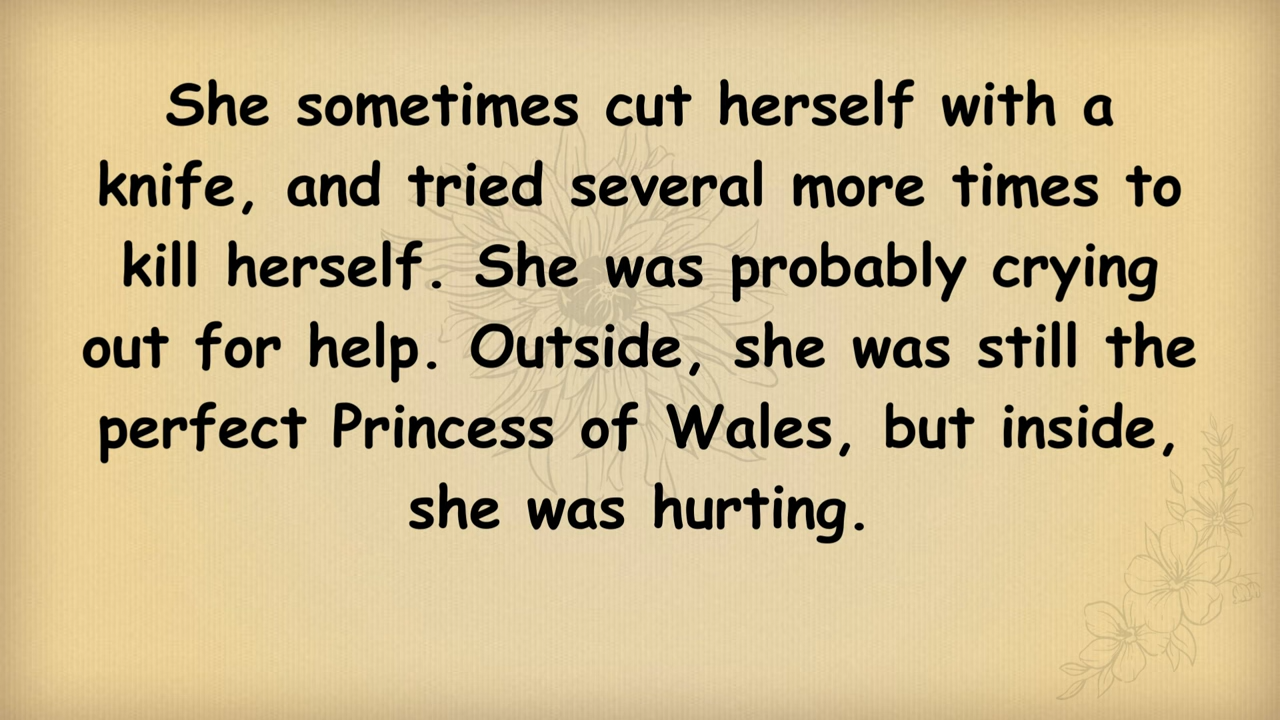 She sometimes cut herself with a
knife, and tried several more times to
kill herself. She was probably crying
out for help. Outside, she was still the
perfect Princess of Wales, but inside,
she was hurting.